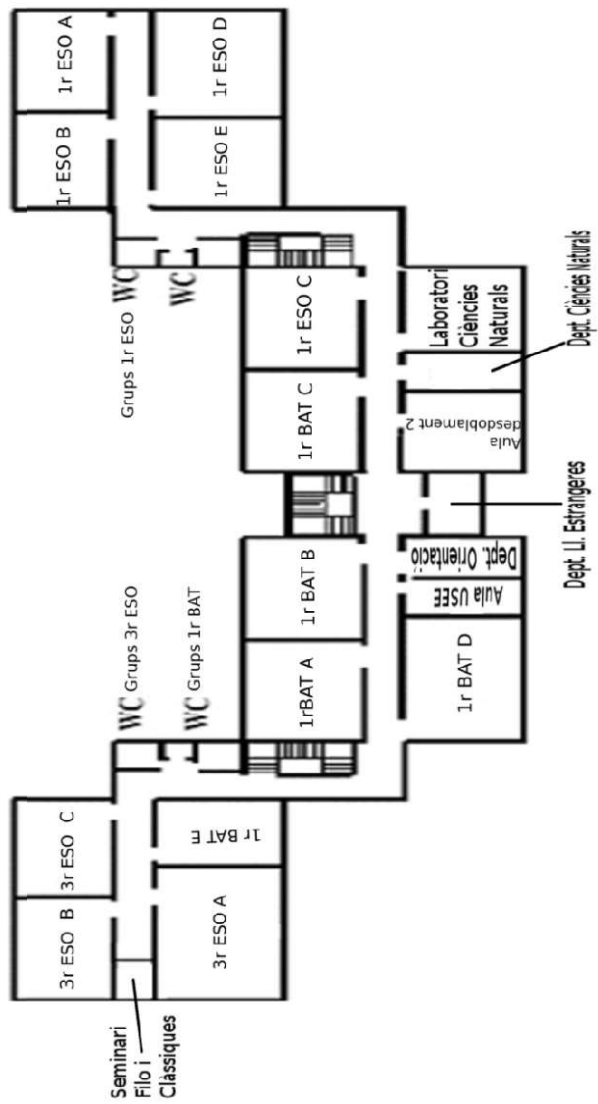 1r ESO A
1r ESO D
1r ESO B
1r ESO E
WC
WC
Grups 1r ESO
1r ESO C
Laboratori
Ciències
Naturals
Dept. Ciències Naturals
1r BAT C
Aula
desdoblament 2
Dept. Ll. Estrangeres
1r BAT B
Dept. Orientació
Aula USEE
WC Grups 3r ESO
WC Grups 1r BAT
1rBAT A
1r BAT D
3r ESO C
1r BAT E
3r ESO B
3r ESO A
Seminari
Filo i
Clàssiques